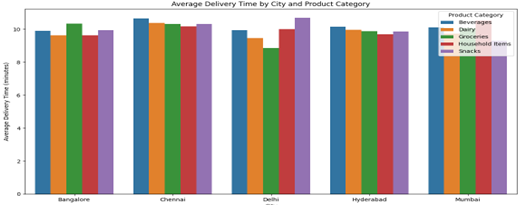 Average Delivery Time by City and Product Category
Product Category
Beverages
Dairy
Groceries
Household Items
Snacks
Average Delivery Time (minutes)
10
8
6
4
2
0
Bangalore
Chennai
Delhi
Hyderabad
Mumbai